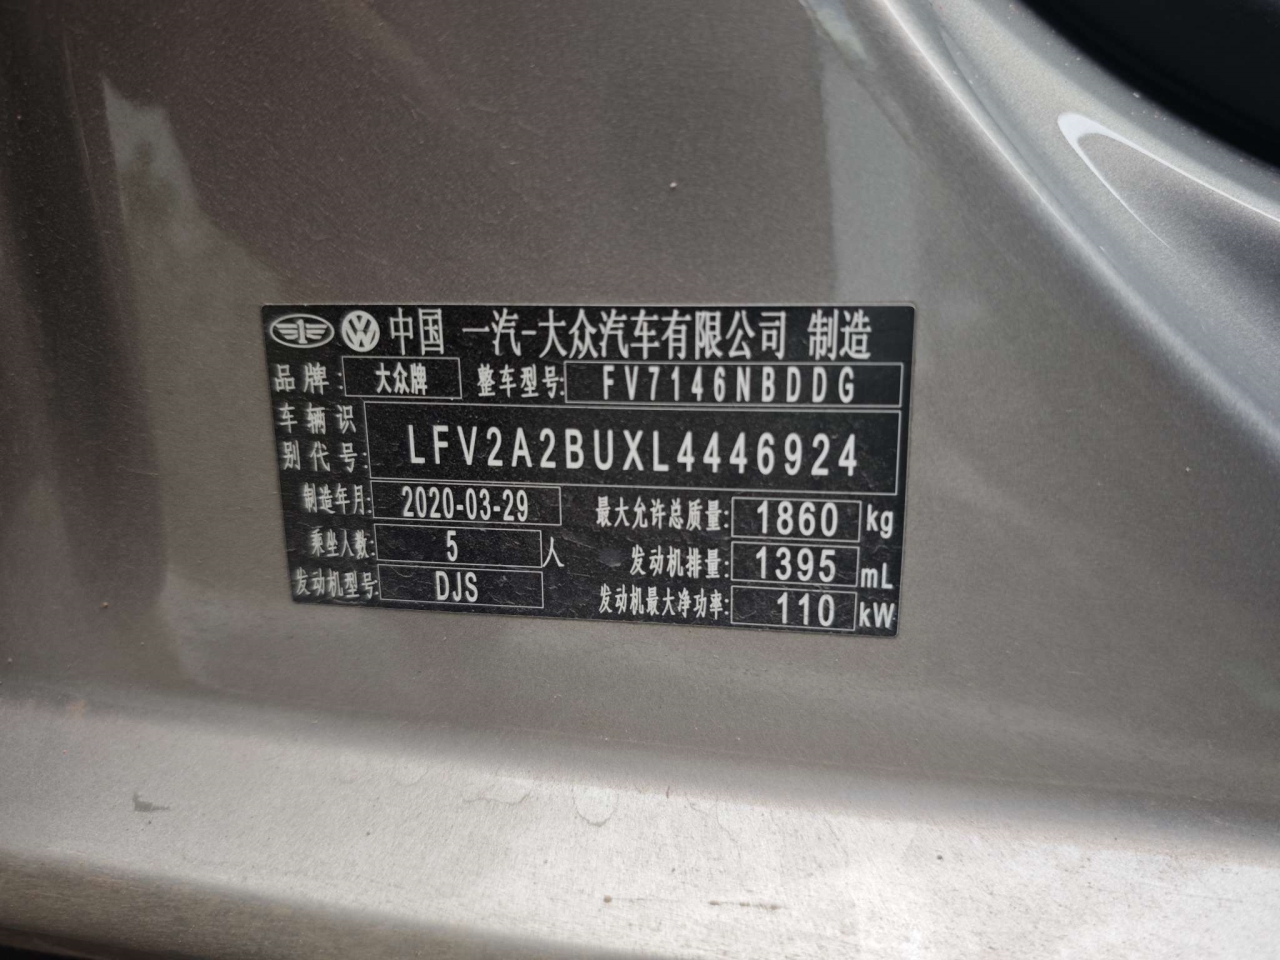 中国 一汽-大众汽车有限公司 制造
品牌: 大众牌 整车型号: FV7146NBDDG
车辆识别代号: LFV2A2BUXL4446924
制造年月: 2020-03-29 最大允许总质量: 1860 kg
乘坐人数: 5 人 发动机排量: 1395 mL
发动机型号: DJS 发动机最大净功率: 110 kW